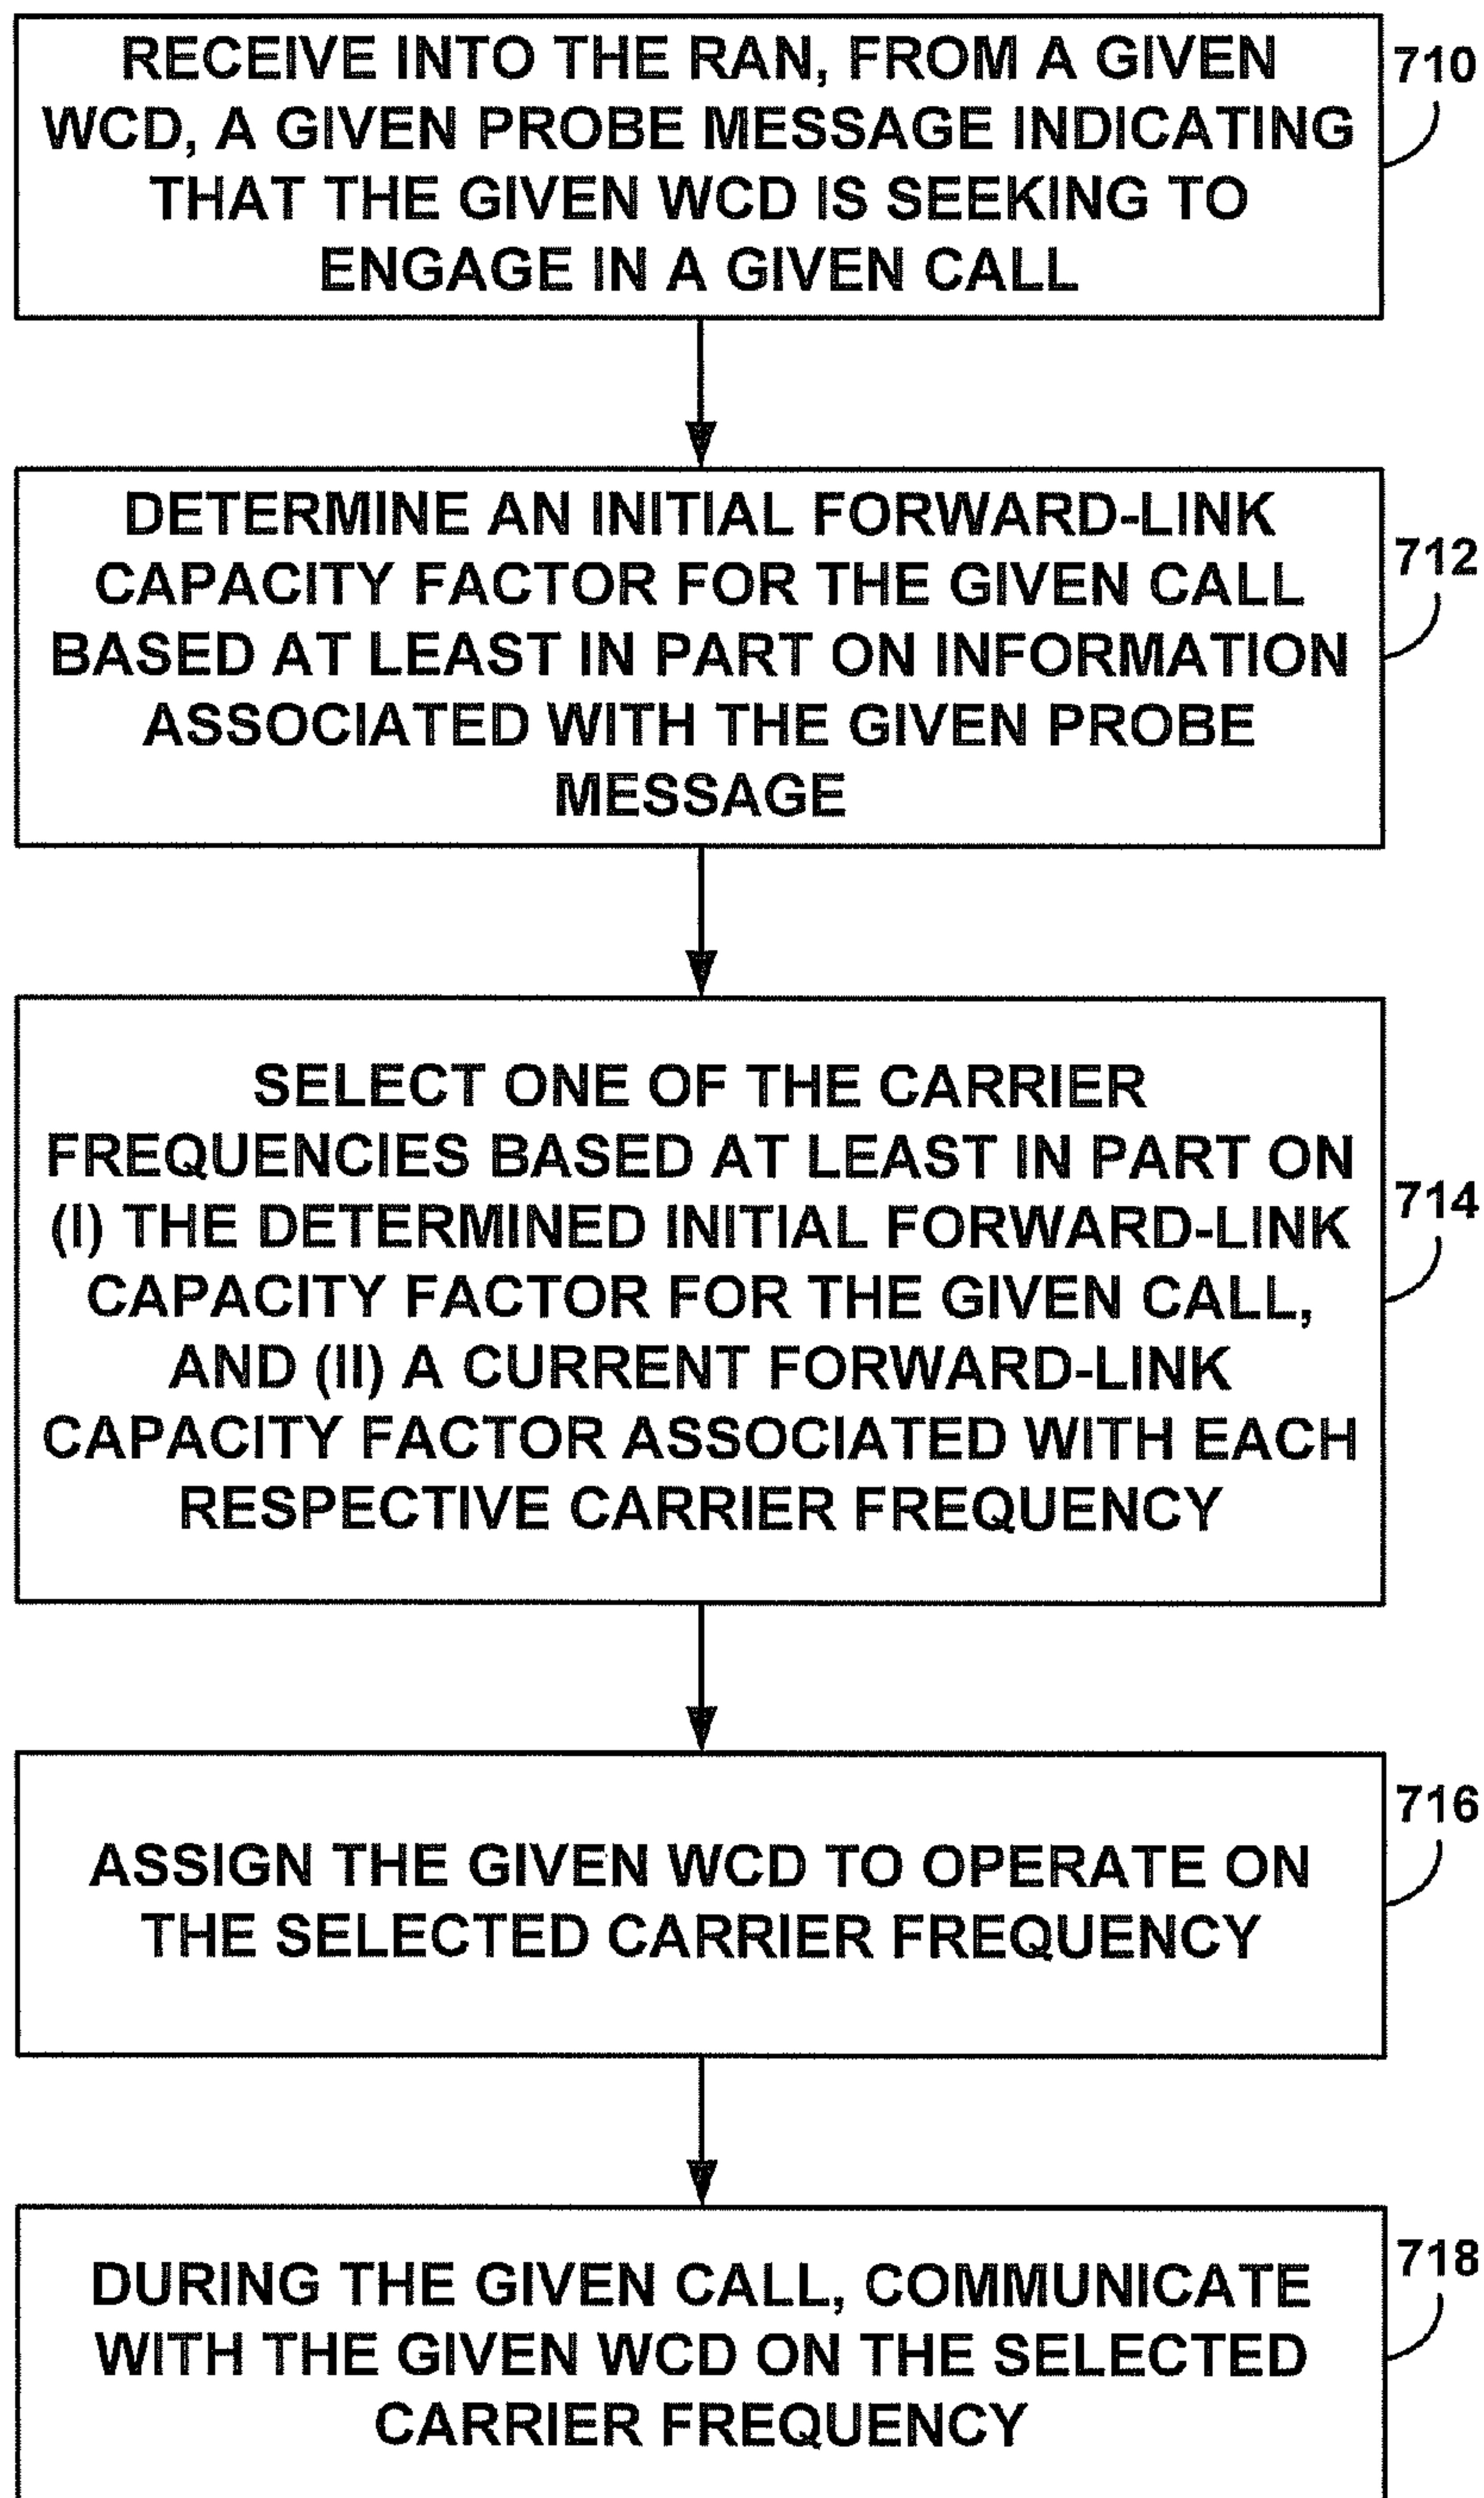 RECEIVE INTO THE RAN, FROM A GIVEN
WCD, A GIVEN PROBE MESSAGE INDICATING
THAT THE GIVEN WCD IS SEEKING TO
ENGAGE IN A GIVEN CALL
710
DETERMINE AN INITIAL FORWARD-LINK
CAPACITY FACTOR FOR THE GIVEN CALL
BASED AT LEAST IN PART ON INFORMATION
ASSOCIATED WITH THE GIVEN PROBE
MESSAGE
712
SELECT ONE OF THE CARRIER
FREQUENCIES BASED AT LEAST IN PART ON
(I) THE DETERMINED INITIAL FORWARD-LINK
CAPACITY FACTOR FOR THE GIVEN CALL,
AND (II) A CURRENT FORWARD-LINK
CAPACITY FACTOR ASSOCIATED WITH EACH
RESPECTIVE CARRIER FREQUENCY
714
ASSIGN THE GIVEN WCD TO OPERATE ON
THE SELECTED CARRIER FREQUENCY
716
DURING THE GIVEN CALL, COMMUNICATE
WITH THE GIVEN WCD ON THE SELECTED
CARRIER FREQUENCY
718